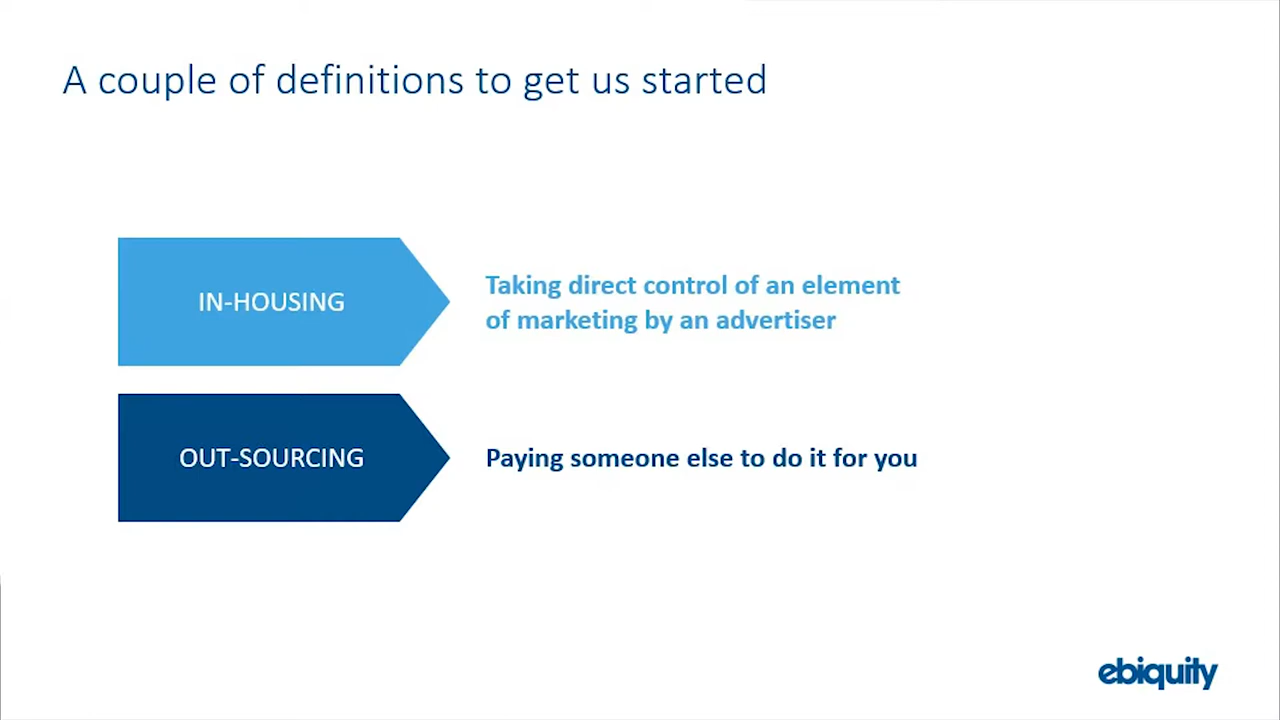 A couple of definitions to get us started
IN-HOUSING
Taking direct control of an element
of marketing by an advertiser
OUT-SOURCING
Paying someone else to do it for you
ebiquity